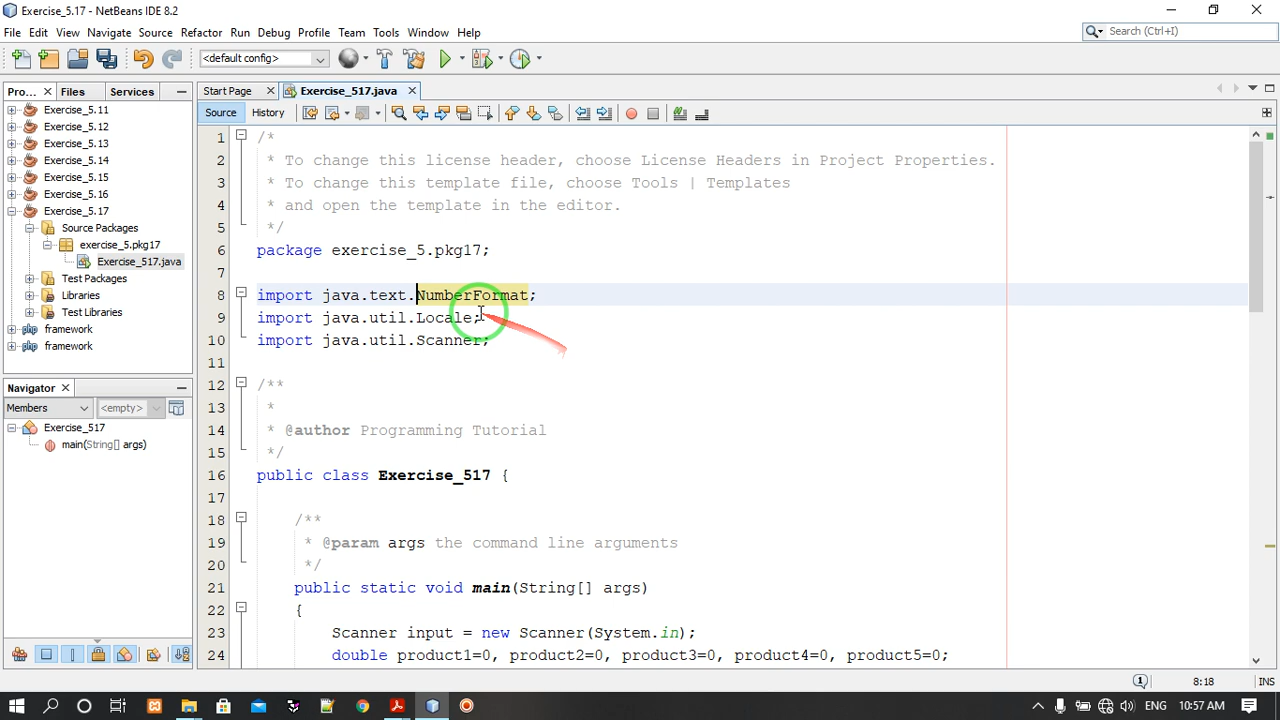 Exercise_5.17 - NetBeans IDE 8.2
File Edit View Navigate Source Refactor Run Debug Profile Team Tools Window Help
Search (Ctrl+I)
<default config>
Pro... Files Services
Start Page Exercise_517.java
Source History
Exercise_5.11
Exercise_5.12
Exercise_5.13
Exercise_5.14
Exercise_5.15
Exercise_5.16
Exercise_5.17
Source Packages
exercise_5.pkg17
Exercise_517.java
Test Packages
Libraries
Test Libraries
framework
framework
Navigator
Members <empty>
Exercise_517
main(String[] args)
1 /*
2 * To change this license header, choose License Headers in Project Properties.
3 * To change this template file, choose Tools | Templates
4 * and open the template in the editor.
5 */
6 package exercise_5.pkg17;
7
8 import java.text.NumberFormat;
9 import java.util.Locale;
10 import java.util.Scanner;
11
12 /**
13 *
14 * @author Programming Tutorial
15 */
16 public class Exercise_517 {
17
18 /**
19 * @param args the command line arguments
20 */
21 public static void main(String[] args)
22 {
23 Scanner input = new Scanner(System.in);
24 double product1=0, product2=0, product3=0, product4=0, product5=0;
1 8:18 INS
ENG 10:57 AM